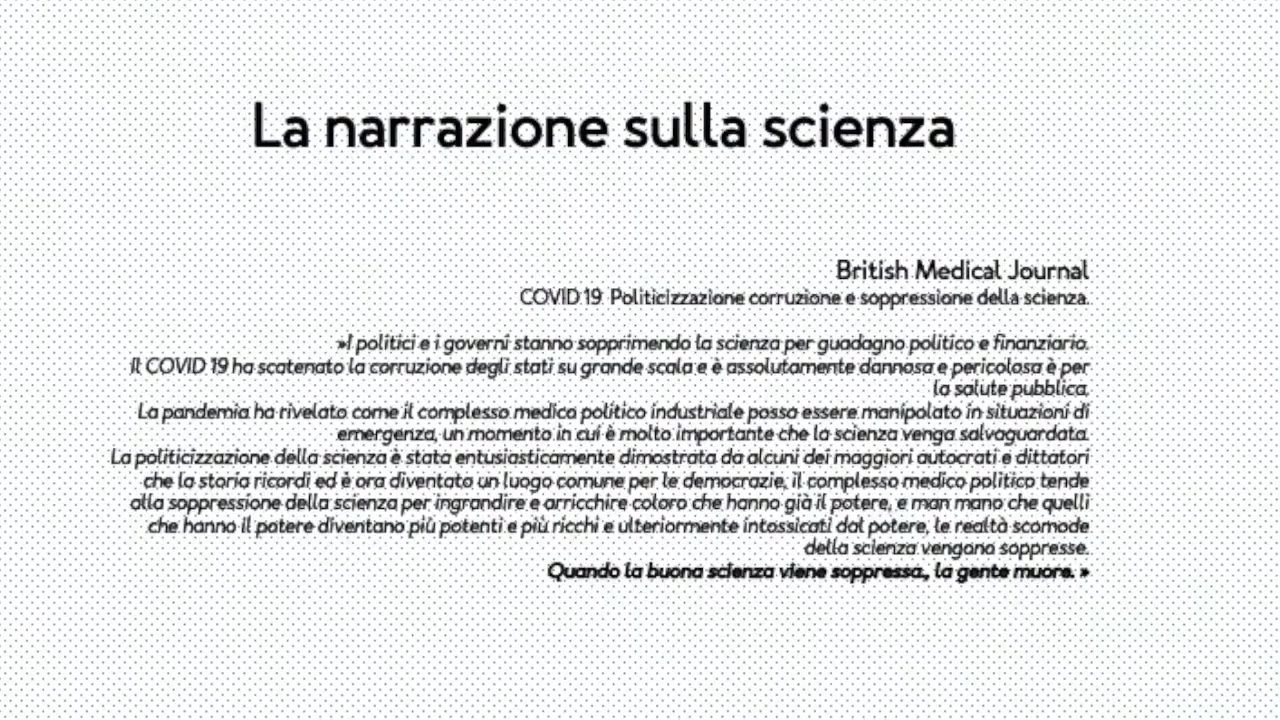 La narrazione sulla scienza
British Medical Journal
COVID 19 Politicizzazione corruzione e soppressione della scienza.
»I politici e i governi stanno sopprimendo la scienza per guadagno politico e finanziario.
Il COVID 19 ha scatenato la corruzione degli stati su grande scala e è assolutamente dannosa e pericolosa è per
la salute pubblica.
La pandemia ha rivelato come il complesso medico politico industriale possa essere manipolato in situazioni di
emergenza, un momento in cui è molto importante che la scienza venga salvaguardata.
La politicizzazione della scienza è stata entusiasticamente dimostrata da alcuni dei maggiori autocrati e dittatori
che la storia ricordi ed è ora diventato un luogo comune per le democrazie, il complesso medico politico tende
alla soppressione della scienza per ingrandire e arricchire coloro che hanno già il potere, e man mano che quelli
che hanno il potere diventano più potenti e più ricchi e ulteriormente intossicati dal potere, le realtà scomode
della scienza vengono soppresse.
Quando la buona scienza viene soppressa,, la gente muore. »